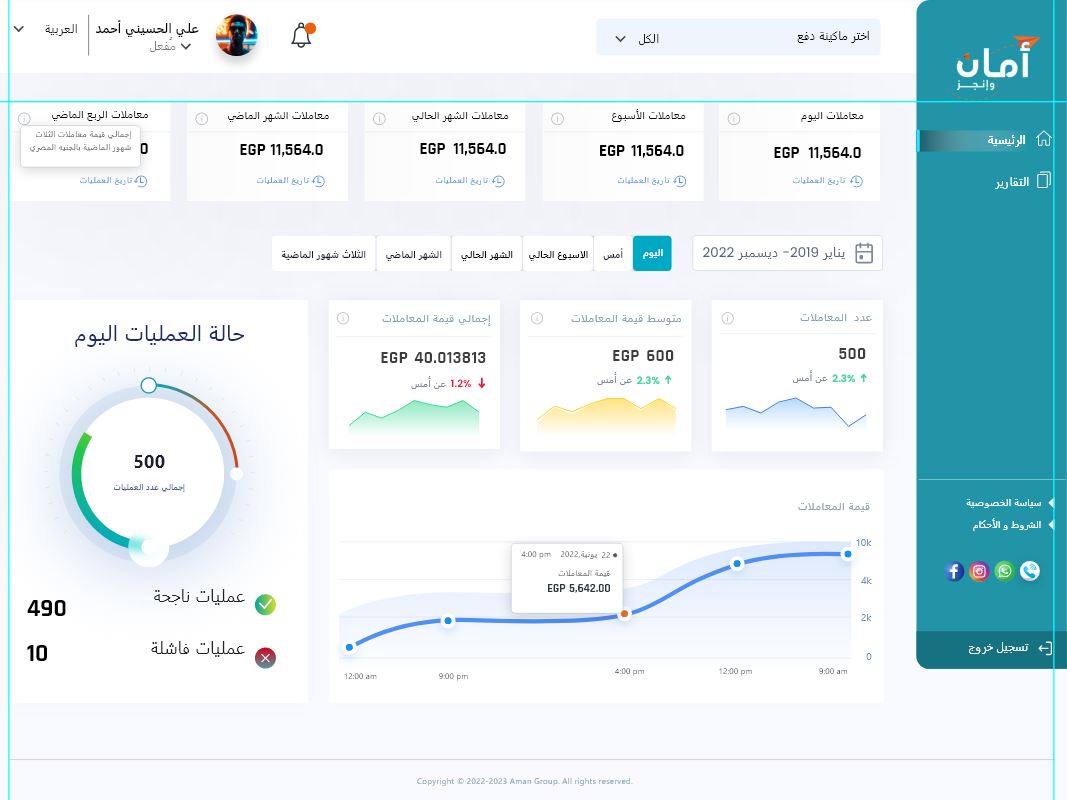 أمان
وإنجز
الرئيسية
التقارير
سياسة الخصوصية
الشروط و الأحكام
تسجيل خروج
اختر ماكينة دفع
الكل
علي الحسيني أحمد
مفعل
العربية
معاملات اليوم
EGP 11,564.0
تاريخ العمليات
معاملات الأسبوع
EGP 11,564.0
تاريخ العمليات
معاملات الشهر الحالي
EGP 11,564.0
تاريخ العمليات
معاملات الشهر الماضي
EGP 11,564.0
تاريخ العمليات
معاملات الربع الماضي
إجمالي قيمة معاملات الثلاث
شهور الماضية بالجنيه المصري
0
تاريخ العمليات
يناير 2019- ديسمبر 2022
اليوم
أمس
الاسبوع الحالي
الشهر الحالي
الشهر الماضي
الثلاث شهور الماضية
عدد المعاملات
500
2.3% عن أمس
متوسط قيمة المعاملات
EGP 600
2.3% عن أمس
إجمالي قيمة المعاملات
EGP 40.013813
1.2% عن أمس
حالة العمليات اليوم
500
إجمالي عدد العمليات
عمليات ناجحة
490
عمليات فاشلة
10
قيمة المعاملات
10k
4k
2k
0
22 يونية,2022 4:00 pm
قيمة المعاملات
EGP 5,642.00
12:00 am
9:00 pm
4:00 pm
12:00 pm
9:00 am
Copyright © 2022-2023 Aman Group. All rights reserved.